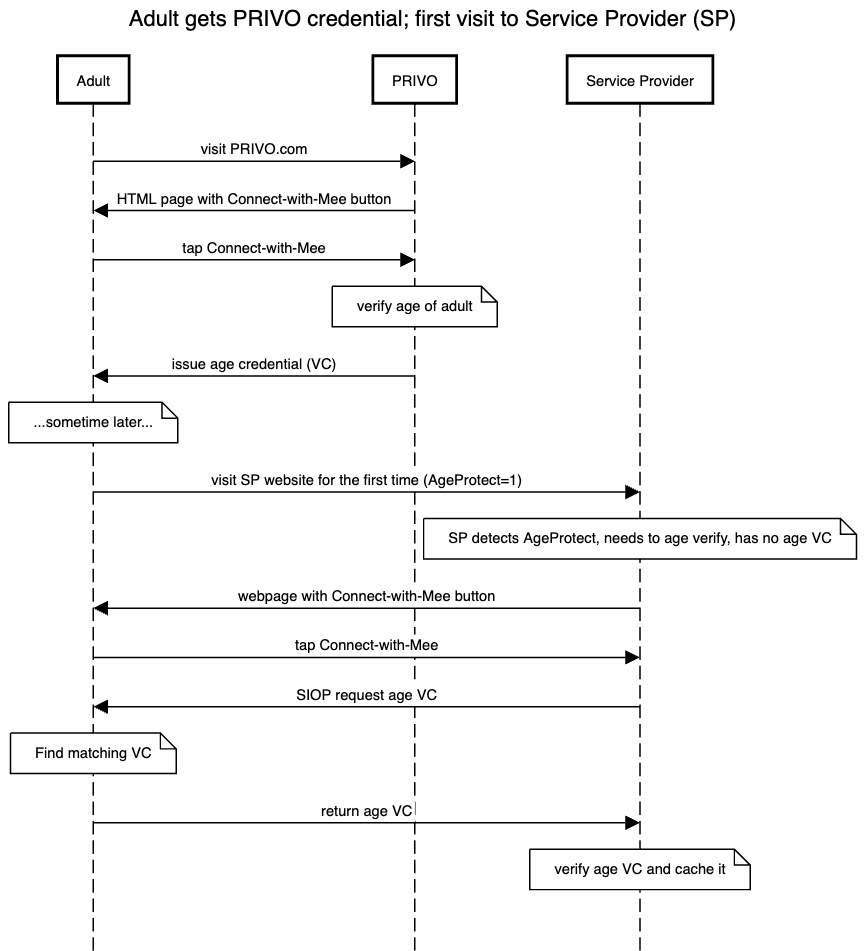 Adult gets PRIVO credential; first visit to Service Provider (SP)
Adult
PRIVO
Service Provider
visit PRIVO.com
HTML page with Connect-with-Mee button
tap Connect-with-Mee
verify age of adult
issue age credential (VC)
...sometime later...
visit SP website for the first time (AgeProtect=1)
SP detects AgeProtect, needs to age verify, has no age VC
webpage with Connect-with-Mee button
tap Connect-with-Mee
SIOP request age VC
Find matching VC
return age VC
verify age VC and cache it